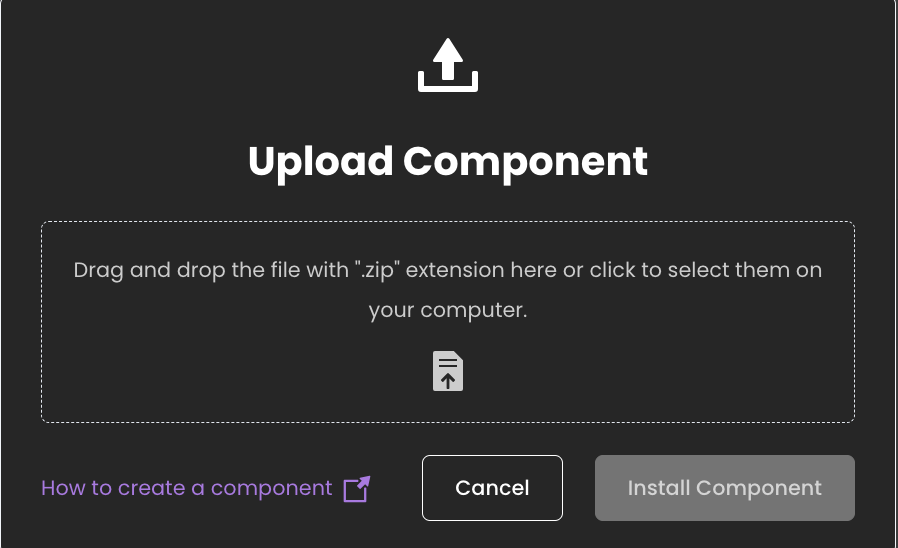 Upload Component
Drag and drop the file with ".zip" extension here or click to select them on
your computer.
How to create a component
Cancel
Install Component